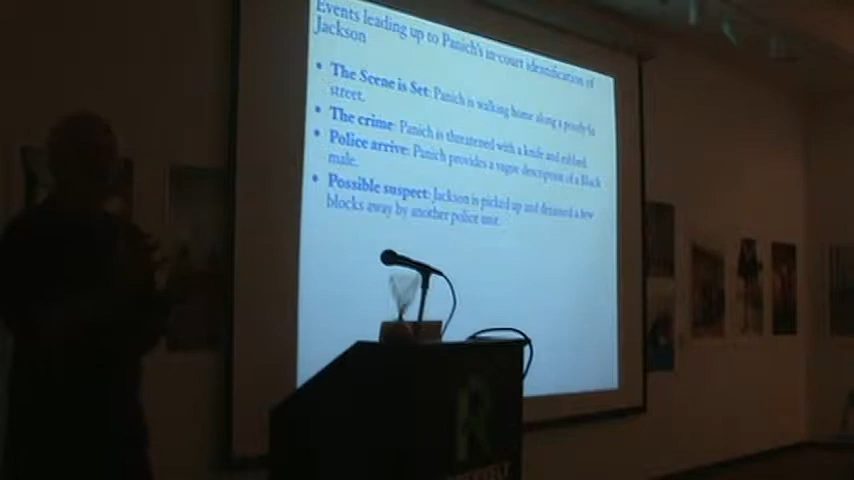 Events leading up to Panich's in-court identification of
Jackson
• The Scene is Set: Panich is walking home along a poorly-lit
street.
• The crime: Panich is threatened with a knife and robbed.
• Police arrive: Panich provides a vague description of a Black
male.
• Possible suspect: Jackson is picked up and detained a few
blocks away by another police unit.
R